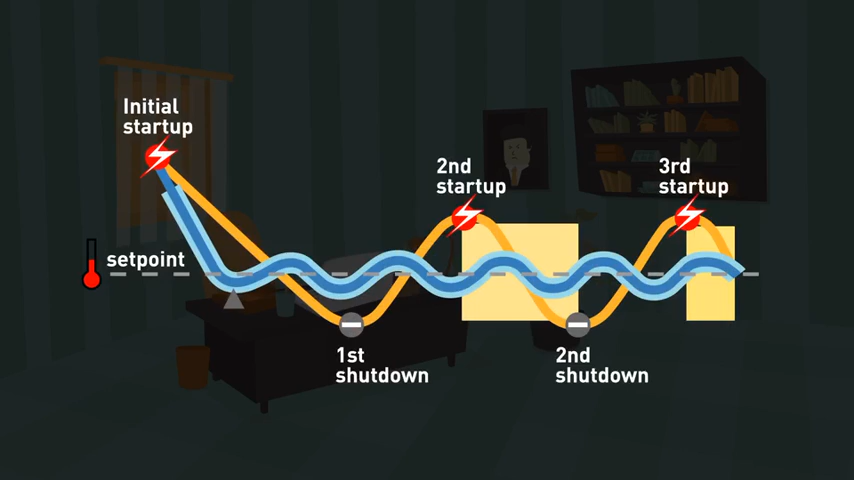 Initial
startup
2nd
startup
3rd
startup
setpoint
1st
shutdown
2nd
shutdown